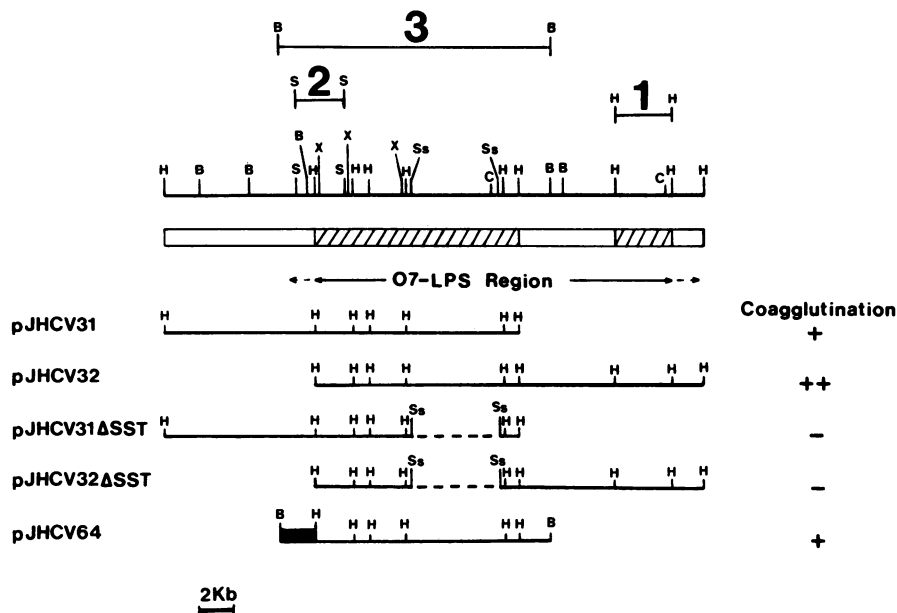 B 3 B
S 2 S
H 1 H
B X X X Ss Ss
H B B S H S H H H C H H B B H C H H
O7-LPS Region
Coagglutination
pJHCV31 H H H H H H H +
pJHCV32 H H H H H H H H H ++
pJHCV31ΔSST H H H H H Ss Ss H H -
pJHCV32ΔSST H H H H Ss Ss H H H H H -
pJHCV64 B H H H H H H B +
2Kb